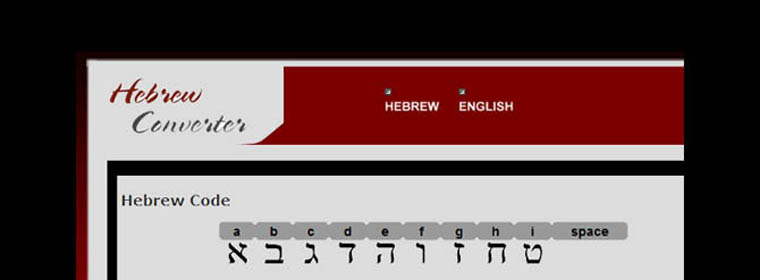 Hebrew
Converter
HEBREW ENGLISH
Hebrew Code
a b c d e f g h i space
א ב ג ד ה ו ז ח ט